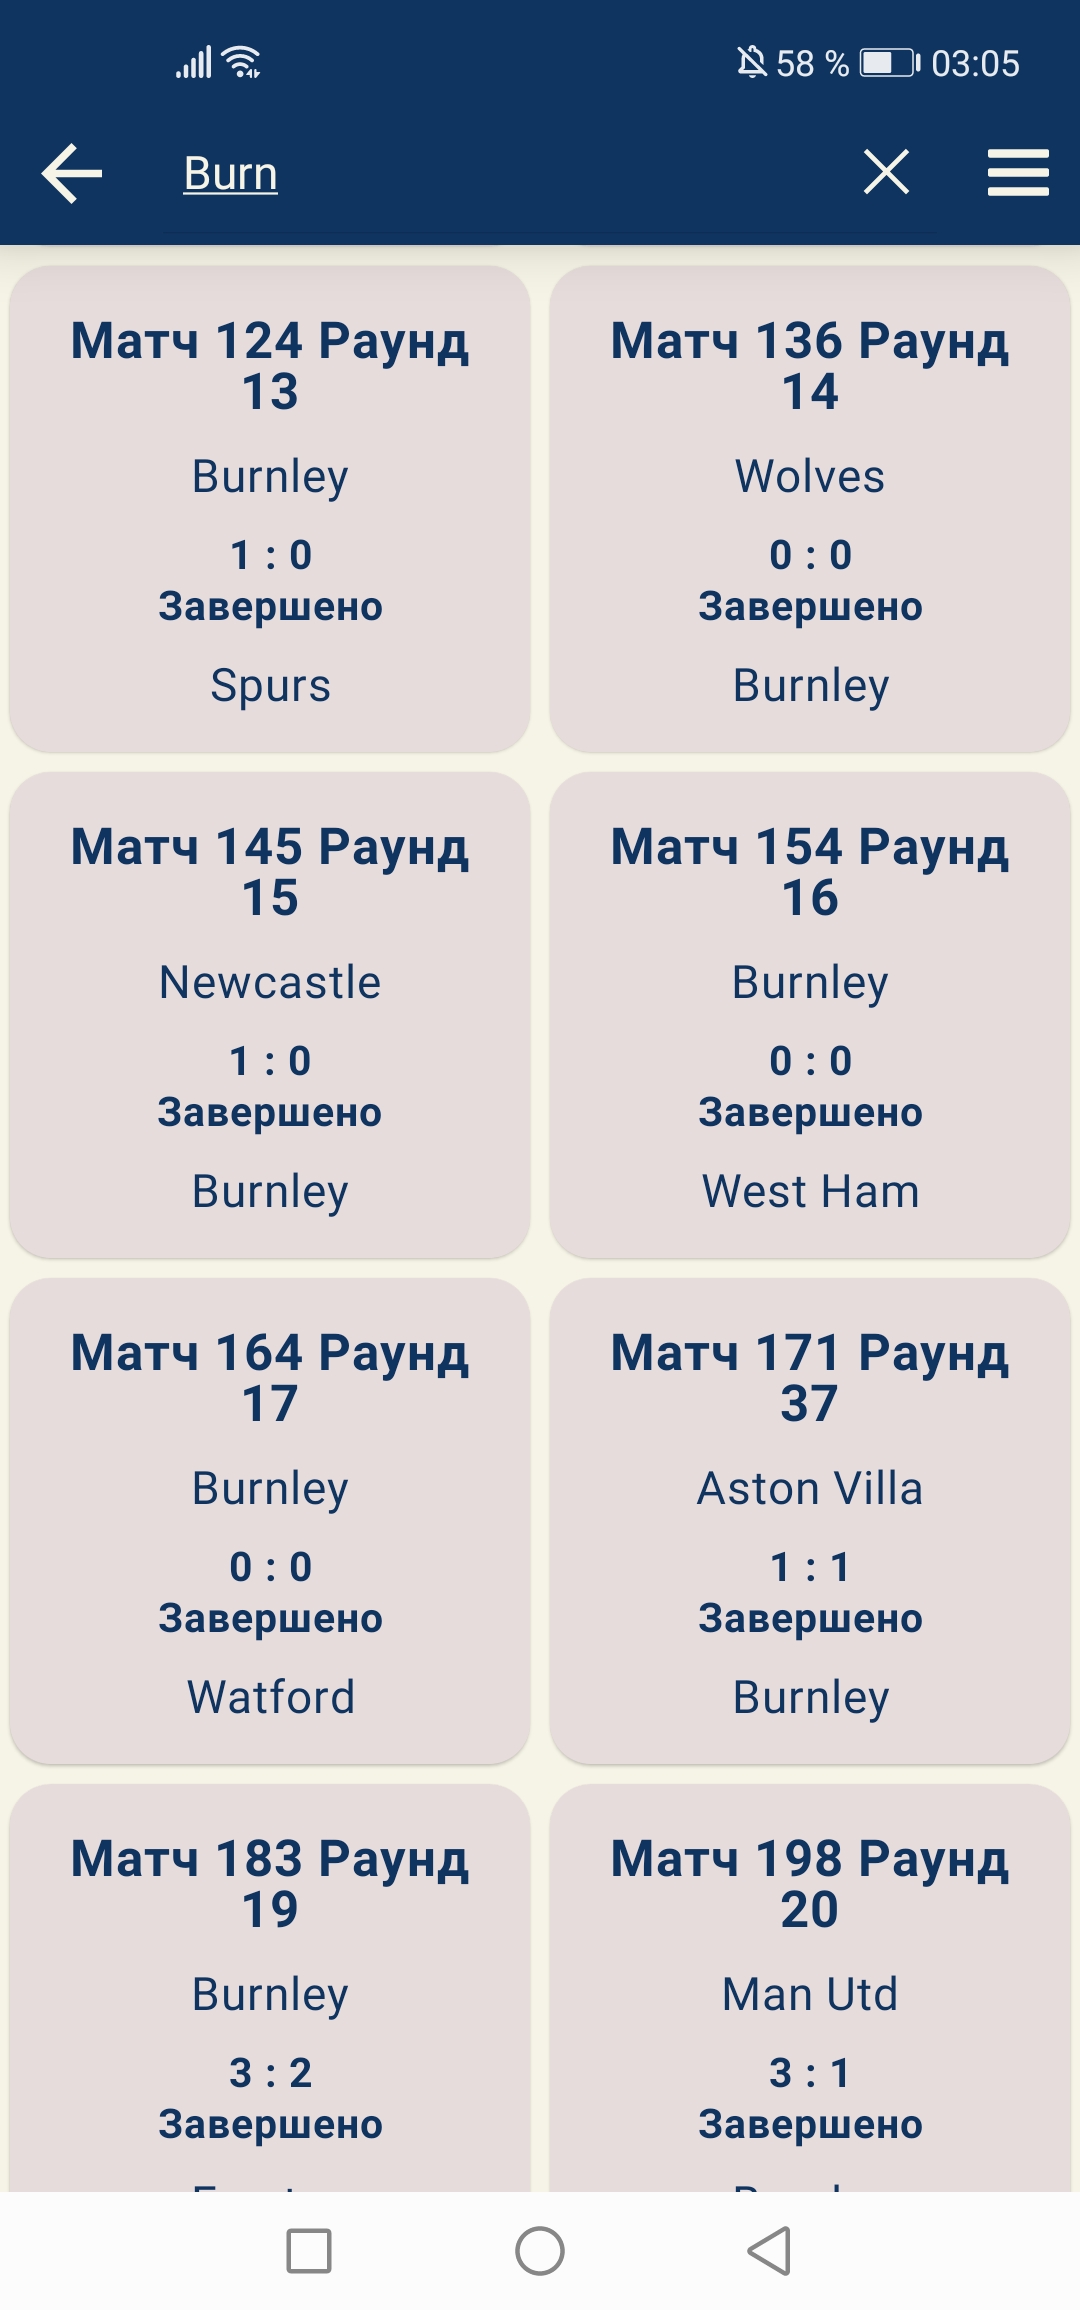 58 % 03:05
Burn
Матч 124 Раунд
13
Burnley
1 : 0
Завершено
Spurs
Матч 136 Раунд
14
Wolves
0 : 0
Завершено
Burnley
Матч 145 Раунд
15
Newcastle
1 : 0
Завершено
Burnley
Матч 154 Раунд
16
Burnley
0 : 0
Завершено
West Ham
Матч 164 Раунд
17
Burnley
0 : 0
Завершено
Watford
Матч 171 Раунд
37
Aston Villa
1 : 1
Завершено
Burnley
Матч 183 Раунд
19
Burnley
3 : 2
Завершено
Матч 198 Раунд
20
Man Utd
3 : 1
Завершено